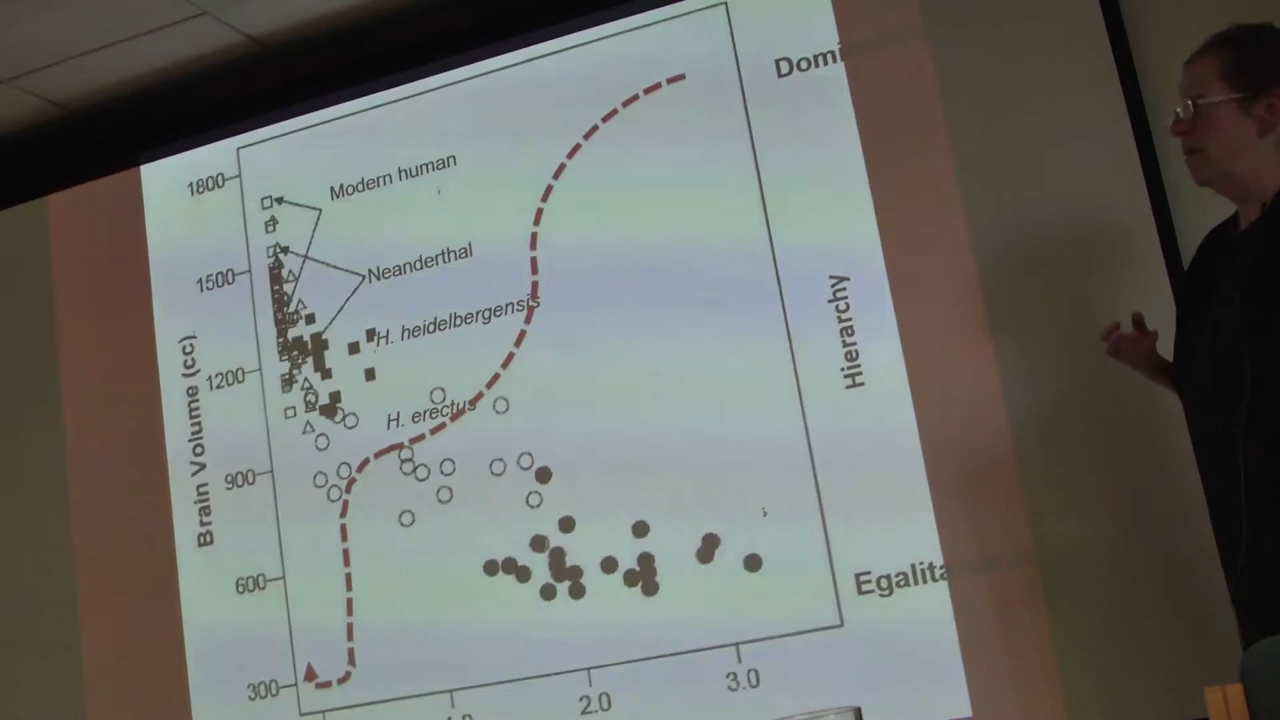 Domi
1800
Modern human
1500
Neanderthal
H. heidelbergensis
Hierarchy
Brain Volume (cc)
1200
H. erectus
900
600
Egalita
300
2.0
3.0